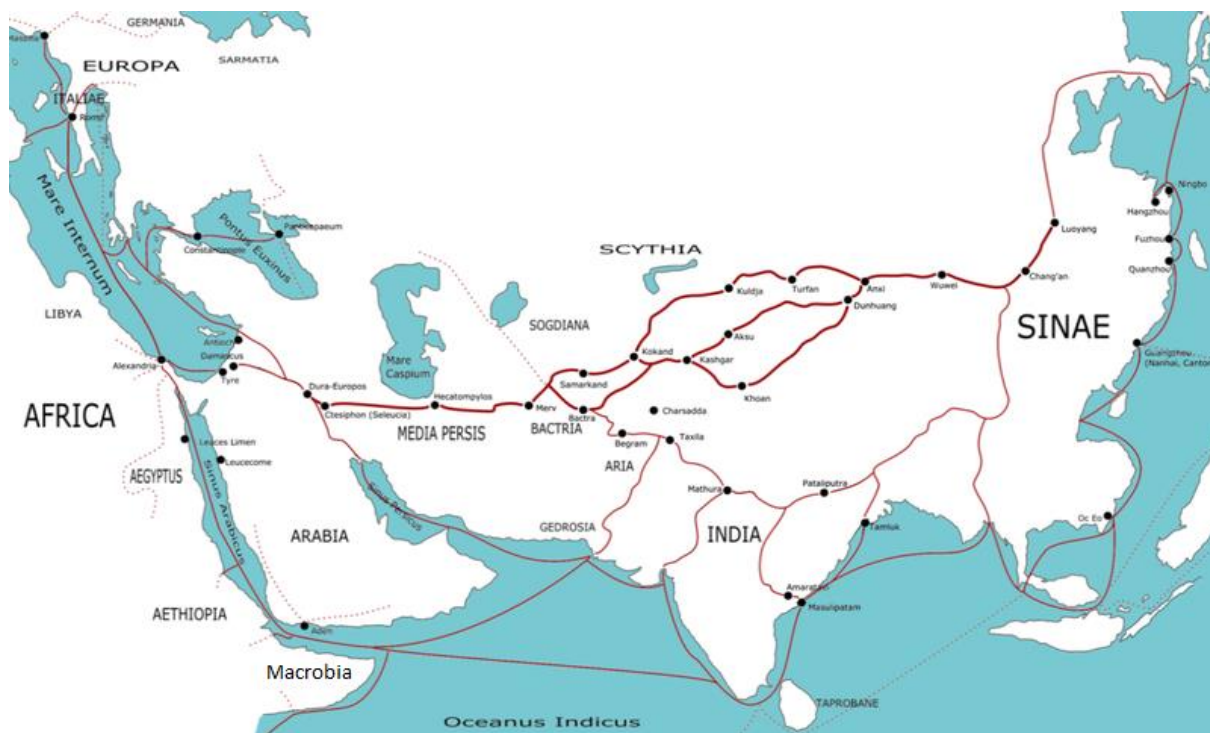 GERMANIA
Massilia
SARMATIA
EUROPA
ITALIAE
Rome
Mare Internum
Pontus Euxinus
Panticapaeum
Constantinople
Ningbo
Hangzhou
Luoyang
Fuzhou
SCYTHIA
Quanzhou
Chang'an
Wuwei
Turfan
Anxi
Kuldja
Dunhuang
LIBYA
SOGDIANA
SINAE
Antioch
Aksu
Damascus
Mare
Caspium
Kokand
Kashgar
Guangzhou
(Nanhai, Canton)
Alexandria
Tyre
Samarkand
Dura-Europos
Khoan
Hecatompylos
Ctesiphon (Seleucia)
Merv
Bactra
Charsadda
AFRICA
MEDIA PERSIS
BACTRIA
Begram
Taxila
Leuces Limen
Leucecome
ARIA
AEGYPTUS
Sinus Arabicus
Sinus Persicus
Mathura
Pataliputra
ARABIA
GEDROSIA
INDIA
Tamluk
Oc Eo
AETHIOPIA
Masulipatam
Aden
Macrobia
TAPROBANE
Oceanus Indicus